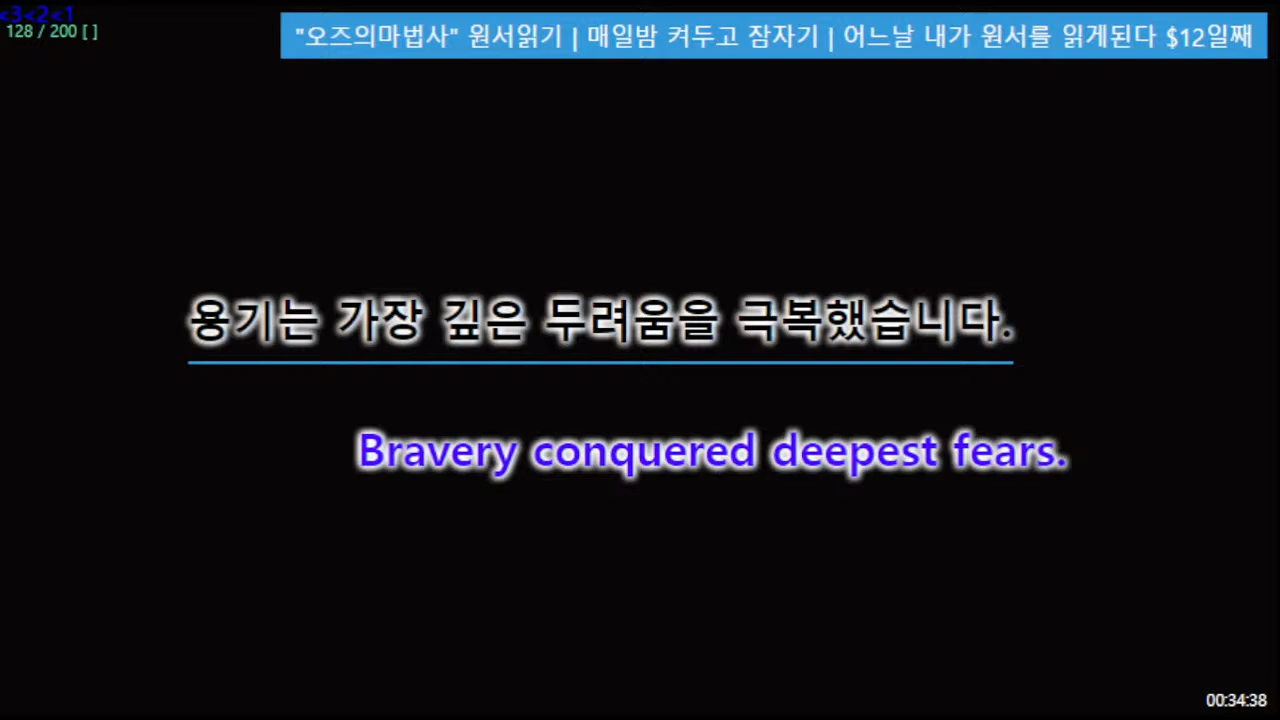 <3<2<1
128 / 200 [ ]
"오즈의마법사" 원서읽기 | 매일밤 켜두고 잠자기 | 어느날 내가 원서를 읽게된다 $12일째
용기는 가장 깊은 두려움을 극복했습니다.
Bravery conquered deepest fears.
00:34:38